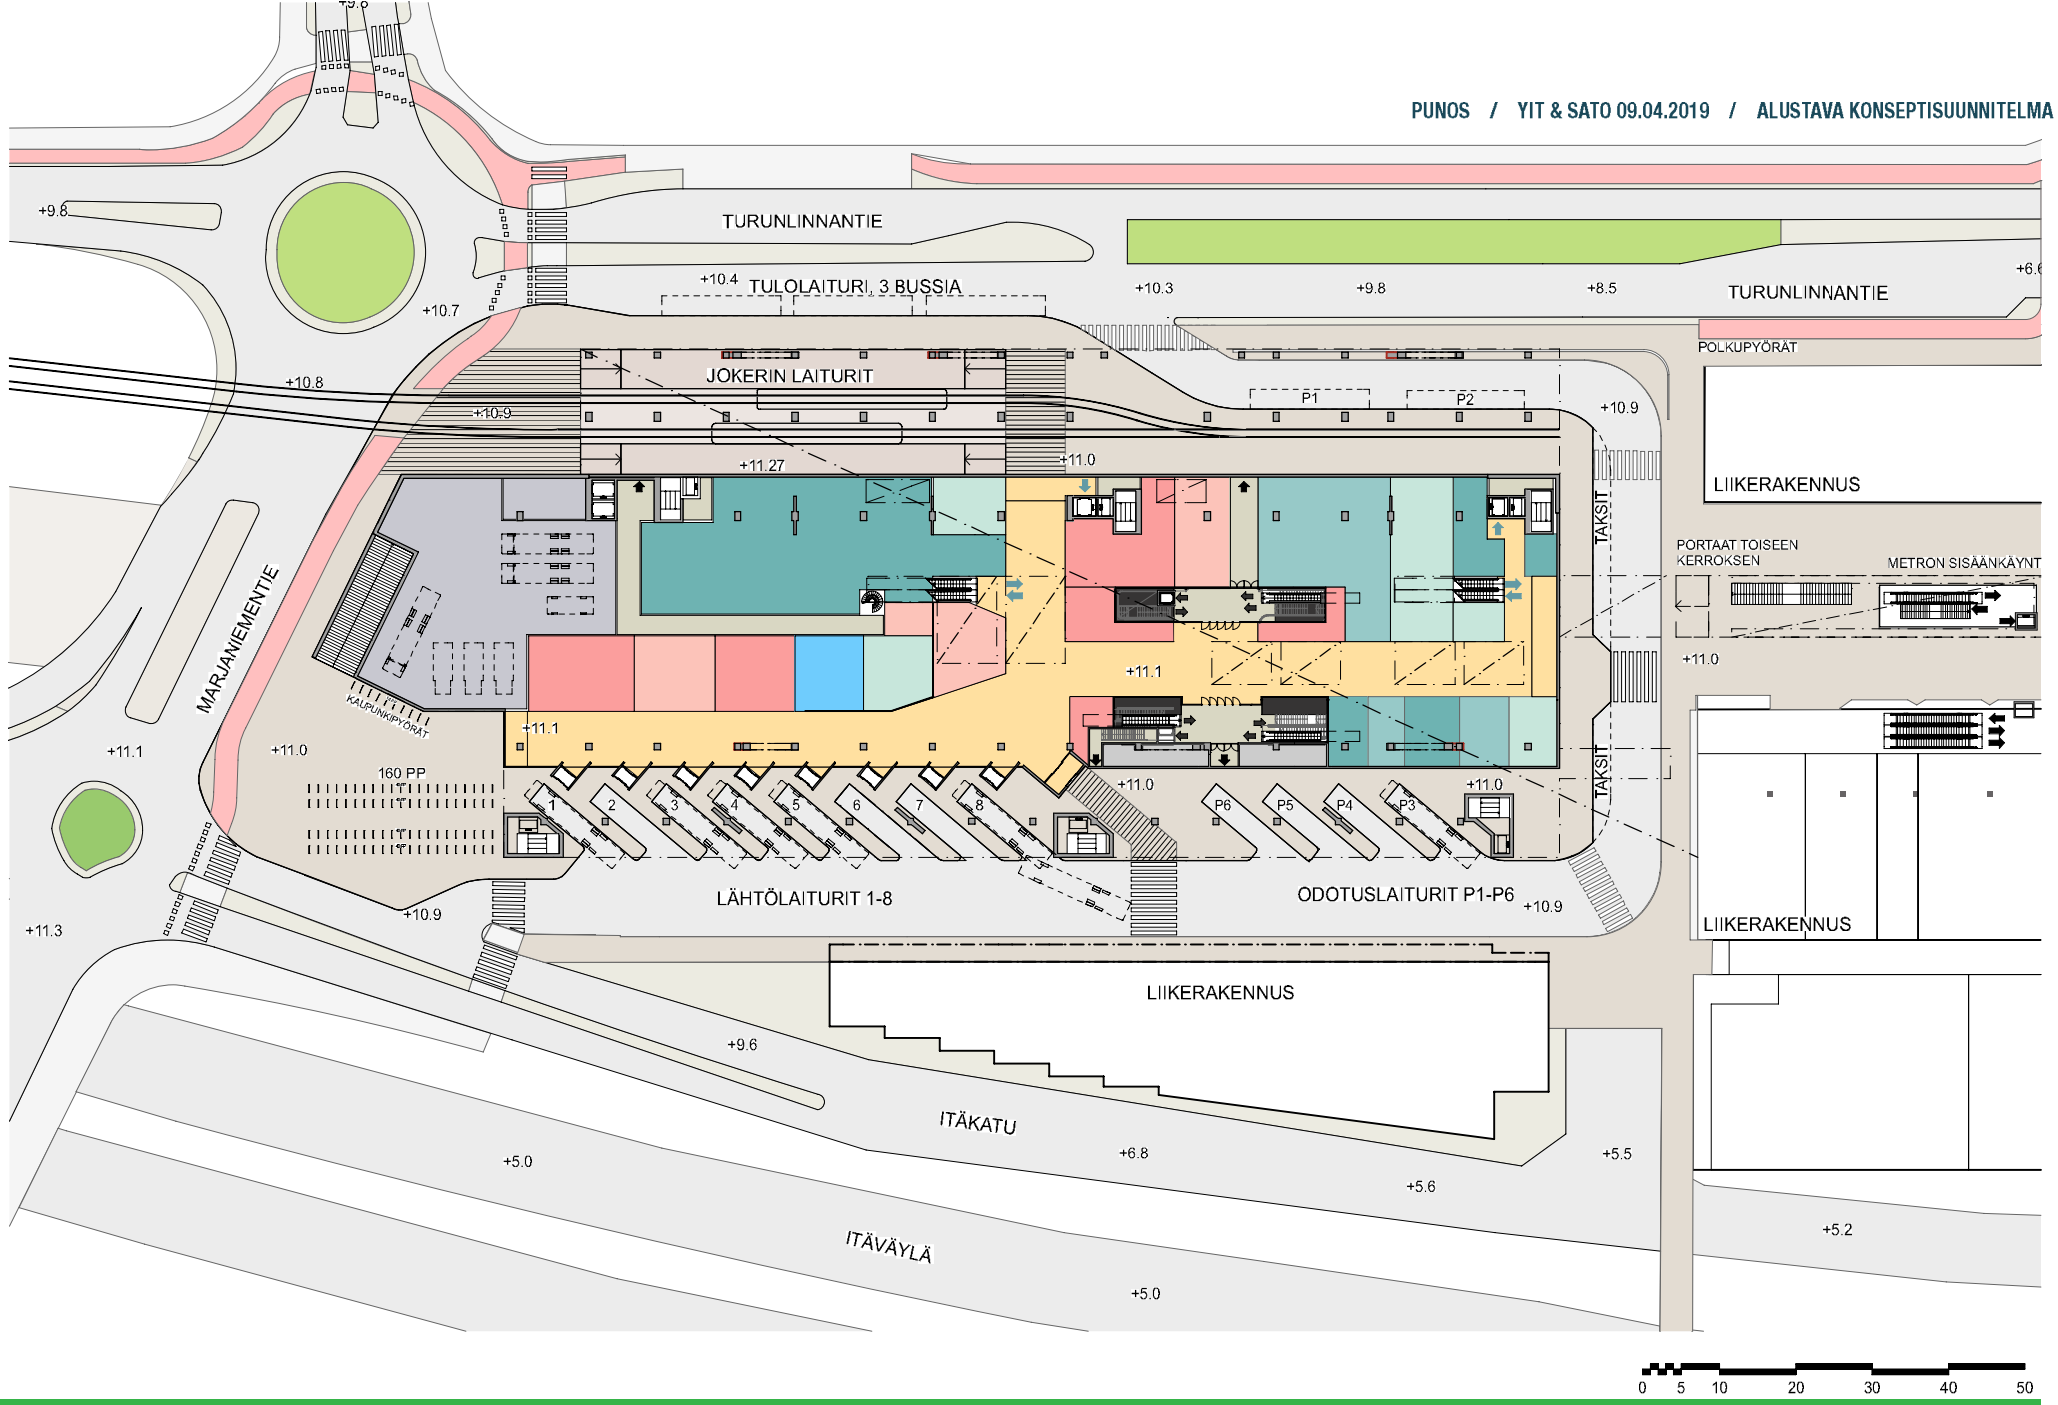 +9.8
PUNOS / YIT & SATO 09.04.2019 / ALUSTAVA KONSEPTISUUNNITELMA
+9.8
TURUNLINNANTIE
+10.4
TULOLAITURI, 3 BUSSIA
+10.3
+9.8
+8.5
TURUNLINNANTIE
+10.7
POLKUPYÖRÄT
JOKERIN LAITURIT
+10.8
+10.9
P1
P2
+10.9
+11.27
+11.0
LIIKERAKENNUS
TAKSIT
PORTAAT TOISEEN
KERROKSEN
METRON SISÄÄNKÄYNT
MARJANIEMENTIE
+11.0
+11.1
KAUPUNKIPYÖRÄT
+11.1
+11.1
+11.0
160 PP
TAKSIT
+11.0
+11.0
1
2
3
4
5
6
7
8
P6
P5
P4
P3
LÄHTÖLAITURIT 1-8
ODOTUSLAITURIT P1-P6
+10.9
+10.9
+11.3
LIIKERAKENNUS
LIIKERAKENNUS
+9.6
ITÄKATU
+6.8
+5.5
+5.0
+5.6
ITÄVÄYLÄ
+5.2
+5.0
0 5 10 20 30 40 50